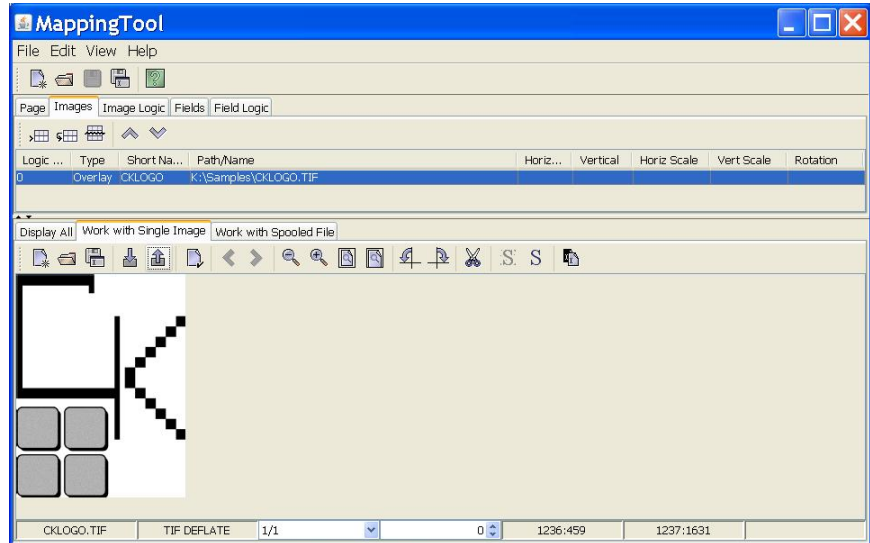 MappingTool
File Edit View Help
Page Images Image Logic Fields Field Logic
Logic ... Type Short Na... Path/Name Horiz... Vertical Horiz Scale Vert Scale Rotation
0 Overlay CKLOGO K:\Samples\CKLOGO.TIF
Display All Work with Single Image Work with Spooled File
S S
CK
CKLOGO.TIF TIF DEFLATE 1/1 0 1236:459 1237:1631